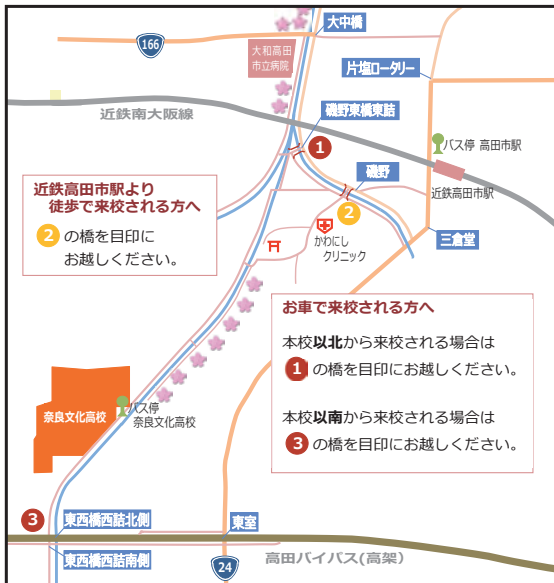 大中橋
166
大和高田
市立病院
片塩ロータリー
近鉄南大阪線
磯野東橋東詰
バス停 高田市駅
1
磯野
近鉄高田市駅
近鉄高田市駅より
徒歩で来校される方へ
2 の橋を目印に
お越しください。
2
かわにし
クリニック
三倉堂
お車で来校される方へ
本校以北から来校される場合は
1 の橋を目印にお越しください。
本校以南から来校される場合は
3 の橋を目印にお越しください。
奈良文化高校
バス停
奈良文化高校
3
東西橋西詰北側
東室
東西橋西詰南側
高田バイパス(高架)
24